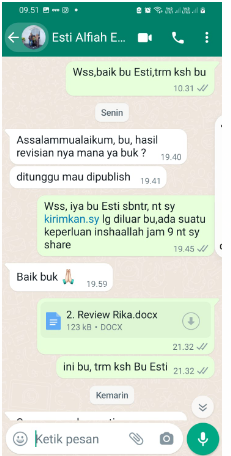 09.51
Esti Alfiah E...
Wss,baik bu Esti,trm ksh bu
10.31
Senin
Assalammualaikum, bu, hasil
revisian nya mana ya buk ?
19.40
ditunggu mau dipublish
19.41
Wss, iya bu Esti sbntr, nt sy
kirimkan.sy lg diluar bu,ada suatu
keperluan inshaallah jam 9 nt sy
share
19.45
Baik buk 🙏🏻
19.59
2. Review Rika.docx
123 kB • DOCX
21.32
ini bu, trm ksh Bu Esti
21.32
Kemarin
Ketik pesan